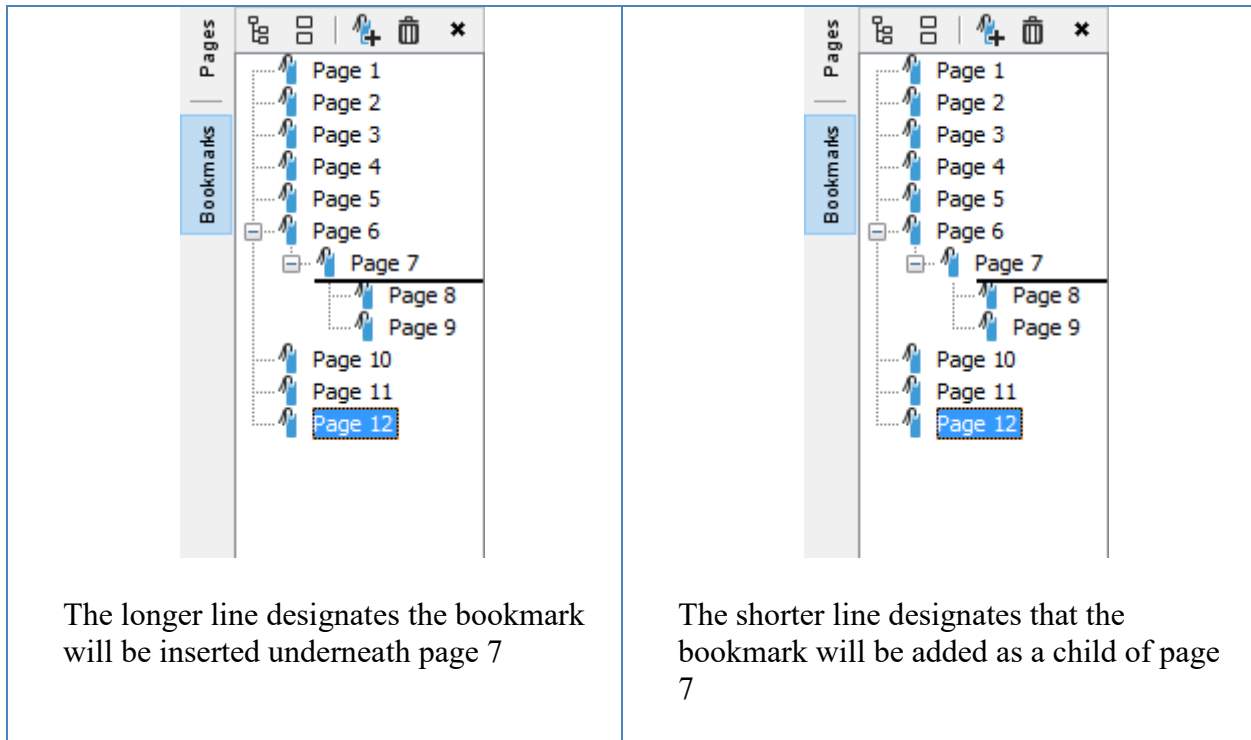 Pages
Bookmarks
Page 1
Page 2
Page 3
Page 4
Page 5
Page 6
Page 7
Page 8
Page 9
Page 10
Page 11
Page 12
The longer line designates the bookmark
will be inserted underneath page 7
Pages
Bookmarks
Page 1
Page 2
Page 3
Page 4
Page 5
Page 6
Page 7
Page 8
Page 9
Page 10
Page 11
Page 12
The shorter line designates that the
bookmark will be added as a child of page
7